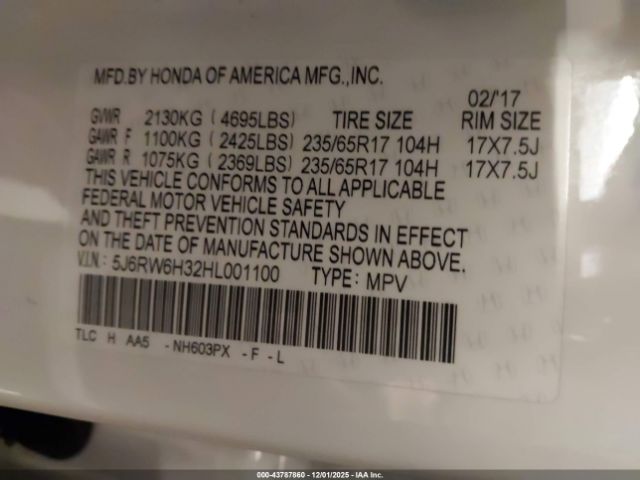 MFD.BY HONDA OF AMERICA MFG.,INC.
02/'17
GVWR 2130KG ( 4695LBS) TIRE SIZE RIM SIZE
GAWR F 1100KG ( 2425LBS) 235/65R17 104H 17X7.5J
GAWR R 1075KG ( 2369LBS) 235/65R17 104H 17X7.5J
THIS VEHICLE CONFORMS TO ALL APPLICABLE
FEDERAL MOTOR VEHICLE SAFETY
AND THEFT PREVENTION STANDARDS IN EFFECT
ON THE DATE OF MANUFACTURE SHOWN ABOVE.
V.I.N.: 5J6RW6H32HL001100 TYPE: MPV
TLC H AA5 -NH603PX -F -L
000-43787860 - 12/01/2025 - IAA Inc.